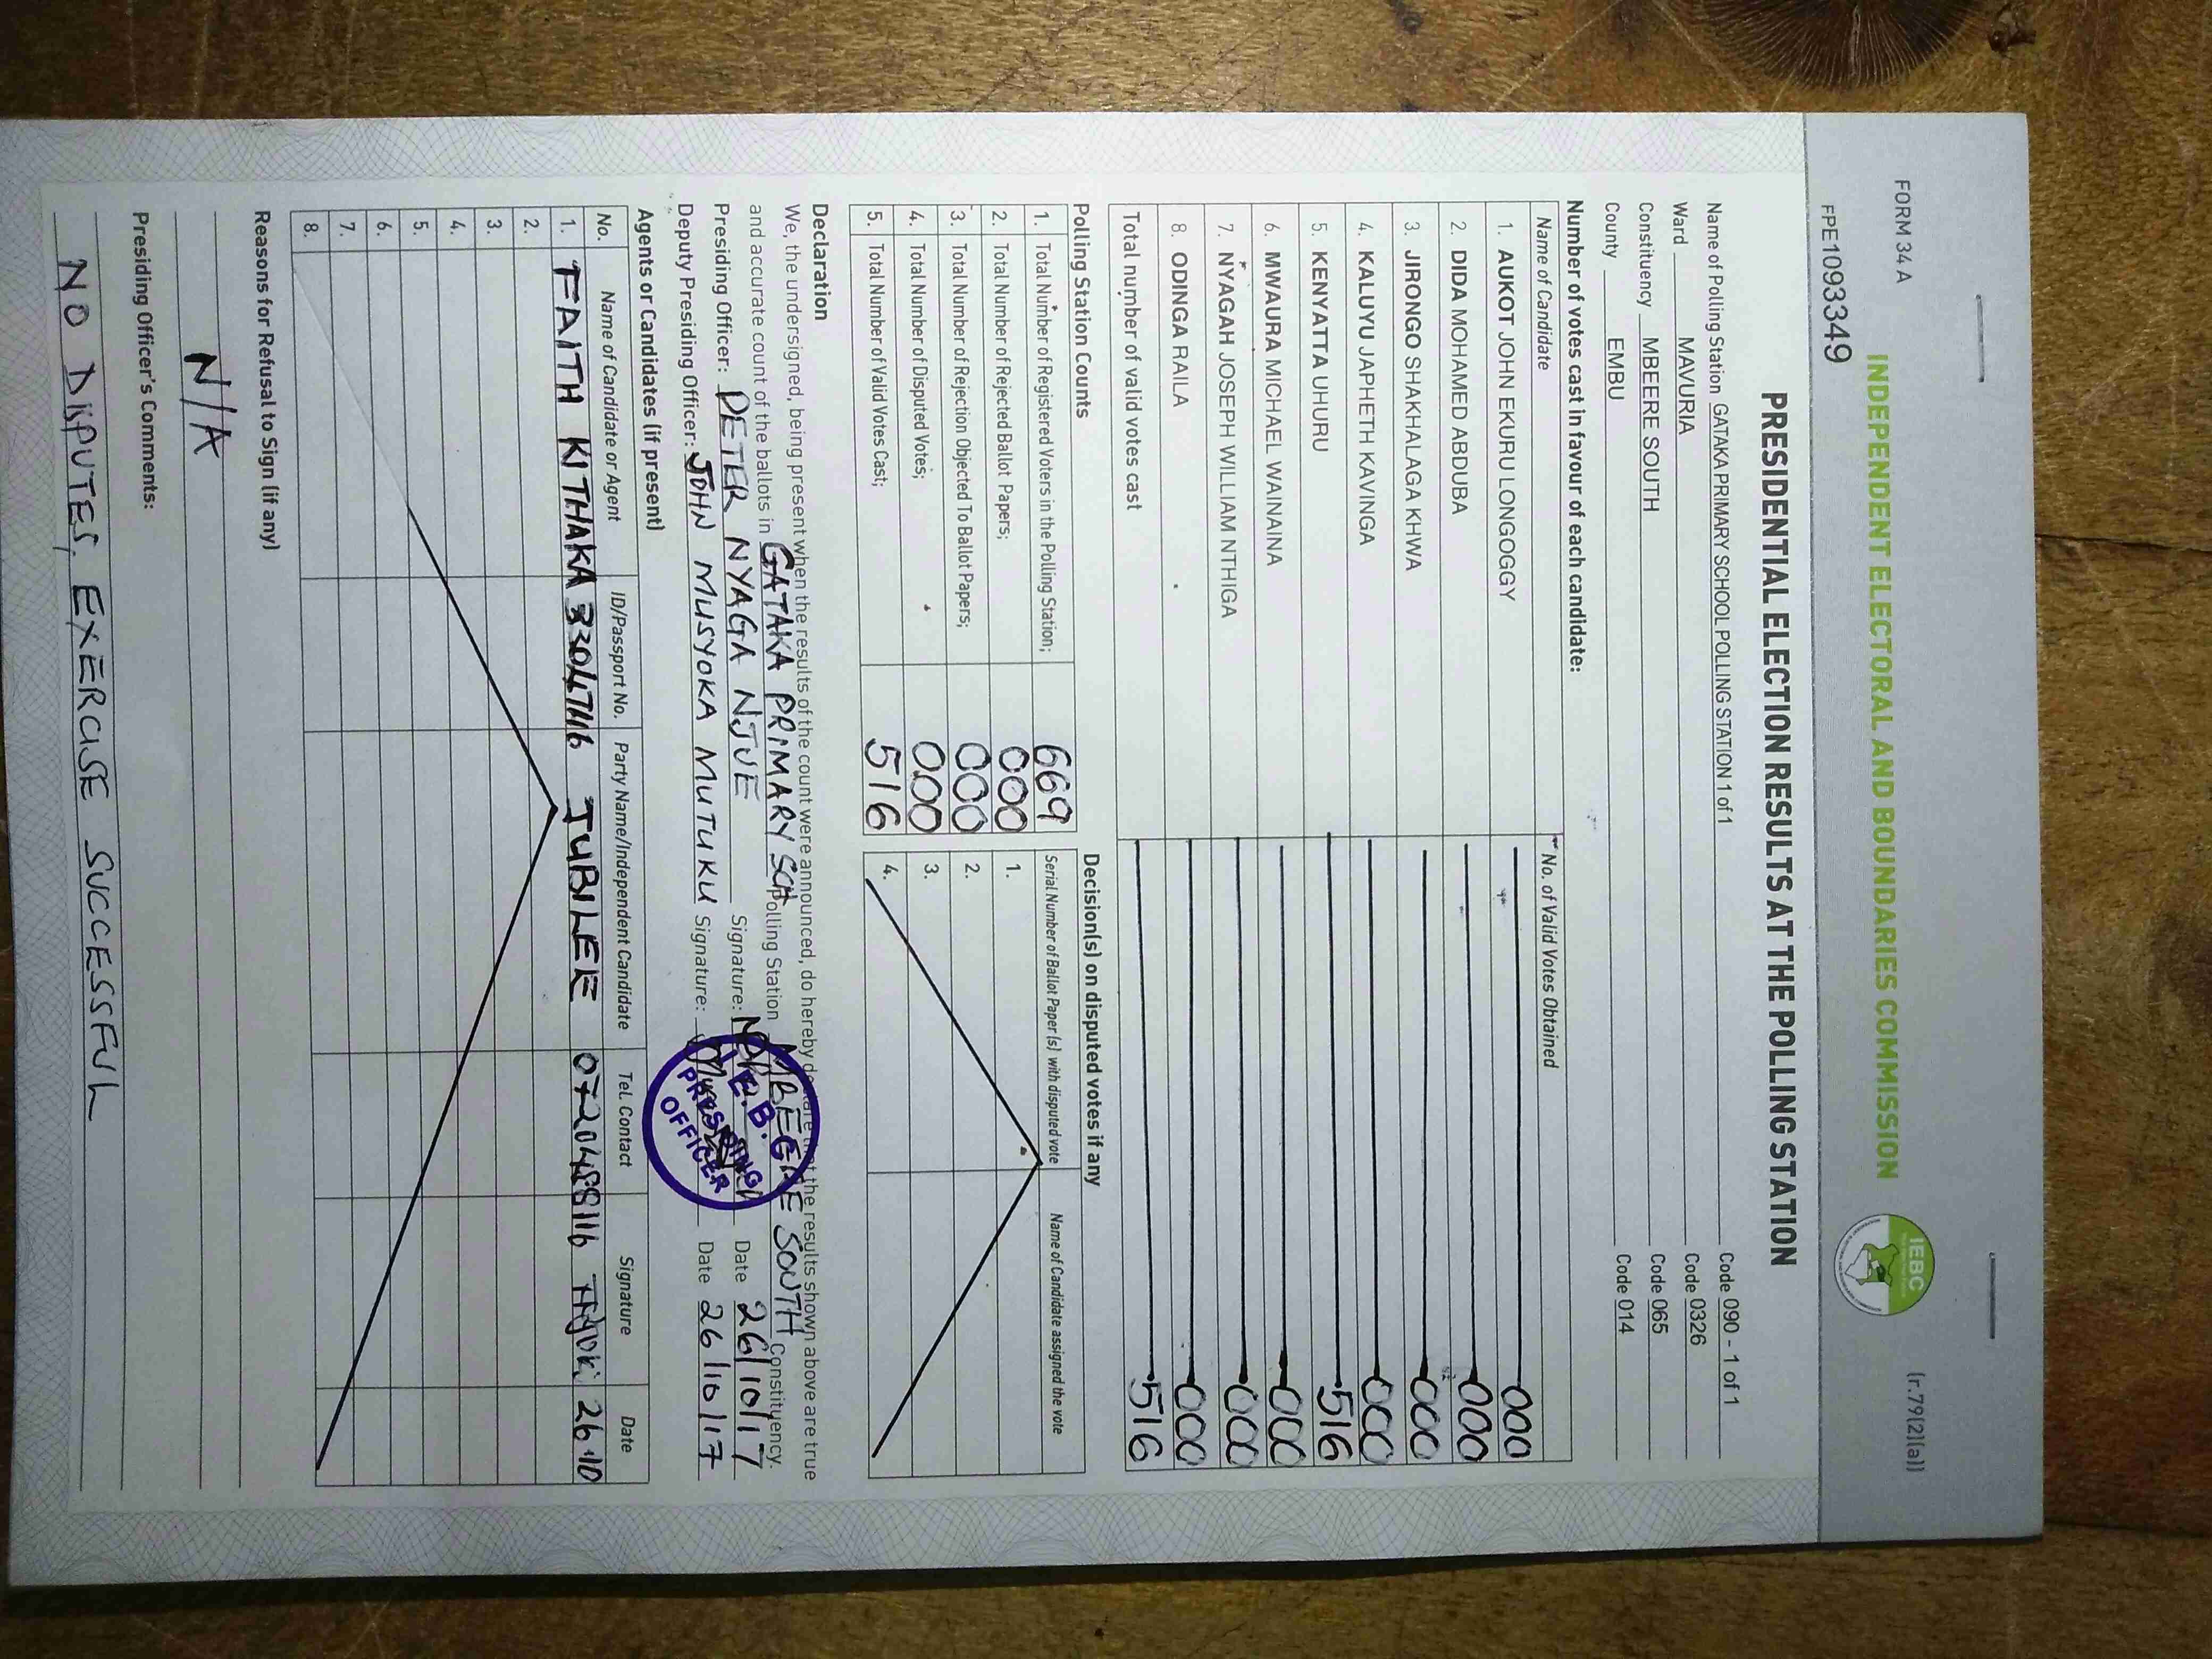 FORM 34 A
(r.79(2)(a))
INDEPENDENT ELECTORAL AND BOUNDARIES COMMISSION
IEBC
FPE1093349
PRESIDENTIAL ELECTION RESULTS AT THE POLLING STATION
Name of Polling Station GATAKA PRIMARY SCHOOL POLLING STATION 1 of 1 Code 090 - 1 of 1
Ward MAVURIA Code 0326
Constituency MBEERE SOUTH Code 065
County EMBU Code 014
Number of votes cast in favour of each candidate:
Name of Candidate No. of Valid Votes Obtained
1. AUKOT JOHN EKURU LONGOGGY 000
2. DIDA MOHAMED ABDUBA 000
3. JIRONGO SHAKHALAGA KHWA 000
4. KALUYU JAPHETH KAVINGA 000
5. KENYATTA UHURU 516
6. MWAURA MICHAEL WAINAINA 000
7. NYAGAH JOSEPH WILLIAM NTHIGA 000
8. ODINGA RAILA 000
Total number of valid votes cast 516
Polling Station Counts
1. Total Number of Registered Voters in the Polling Station; 669
2. Total Number of Rejected Ballot Papers; 000
3. Total Number of Rejection Objected To Ballot Papers; 000
4. Total Number of Disputed Votes; 000
5. Total Number of Valid Votes Cast; 516
Decision(s) on disputed votes if any
Serial Number of Ballot Paper(s) with disputed vote Name of Candidate assigned the vote
1.
2.
3.
4.
Declaration
We, the undersigned, being present when the results of the count were announced, do hereby declare that the results shown above are true
and accurate count of the ballots in GATAKA PRIMARY SCH Polling Station MBEERE SOUTH Constituency.
Presiding Officer: PETER NYAGA NJUE Signature: Date 26/10/17
Deputy Presiding Officer: JOHN MUSYOKA MUTUKU Signature: Date 26/10/17
I.E.B.C
PRESIDING
OFFICER
Agents or Candidates (if present)
No. Name of Candidate or Agent ID/Passport No. Party Name/Independent Candidate Tel. Contact Signature Date
1. FAITH KITHAKA 33047116 JUBILEE 0720488116 26.10
2.
3
4.
5.
6.
7.
8.
Reasons for Refusal to Sign (if any)
N/A
Presiding Officer's Comments:
NO DISPUTES, EXERCISE SUCCESSFUL